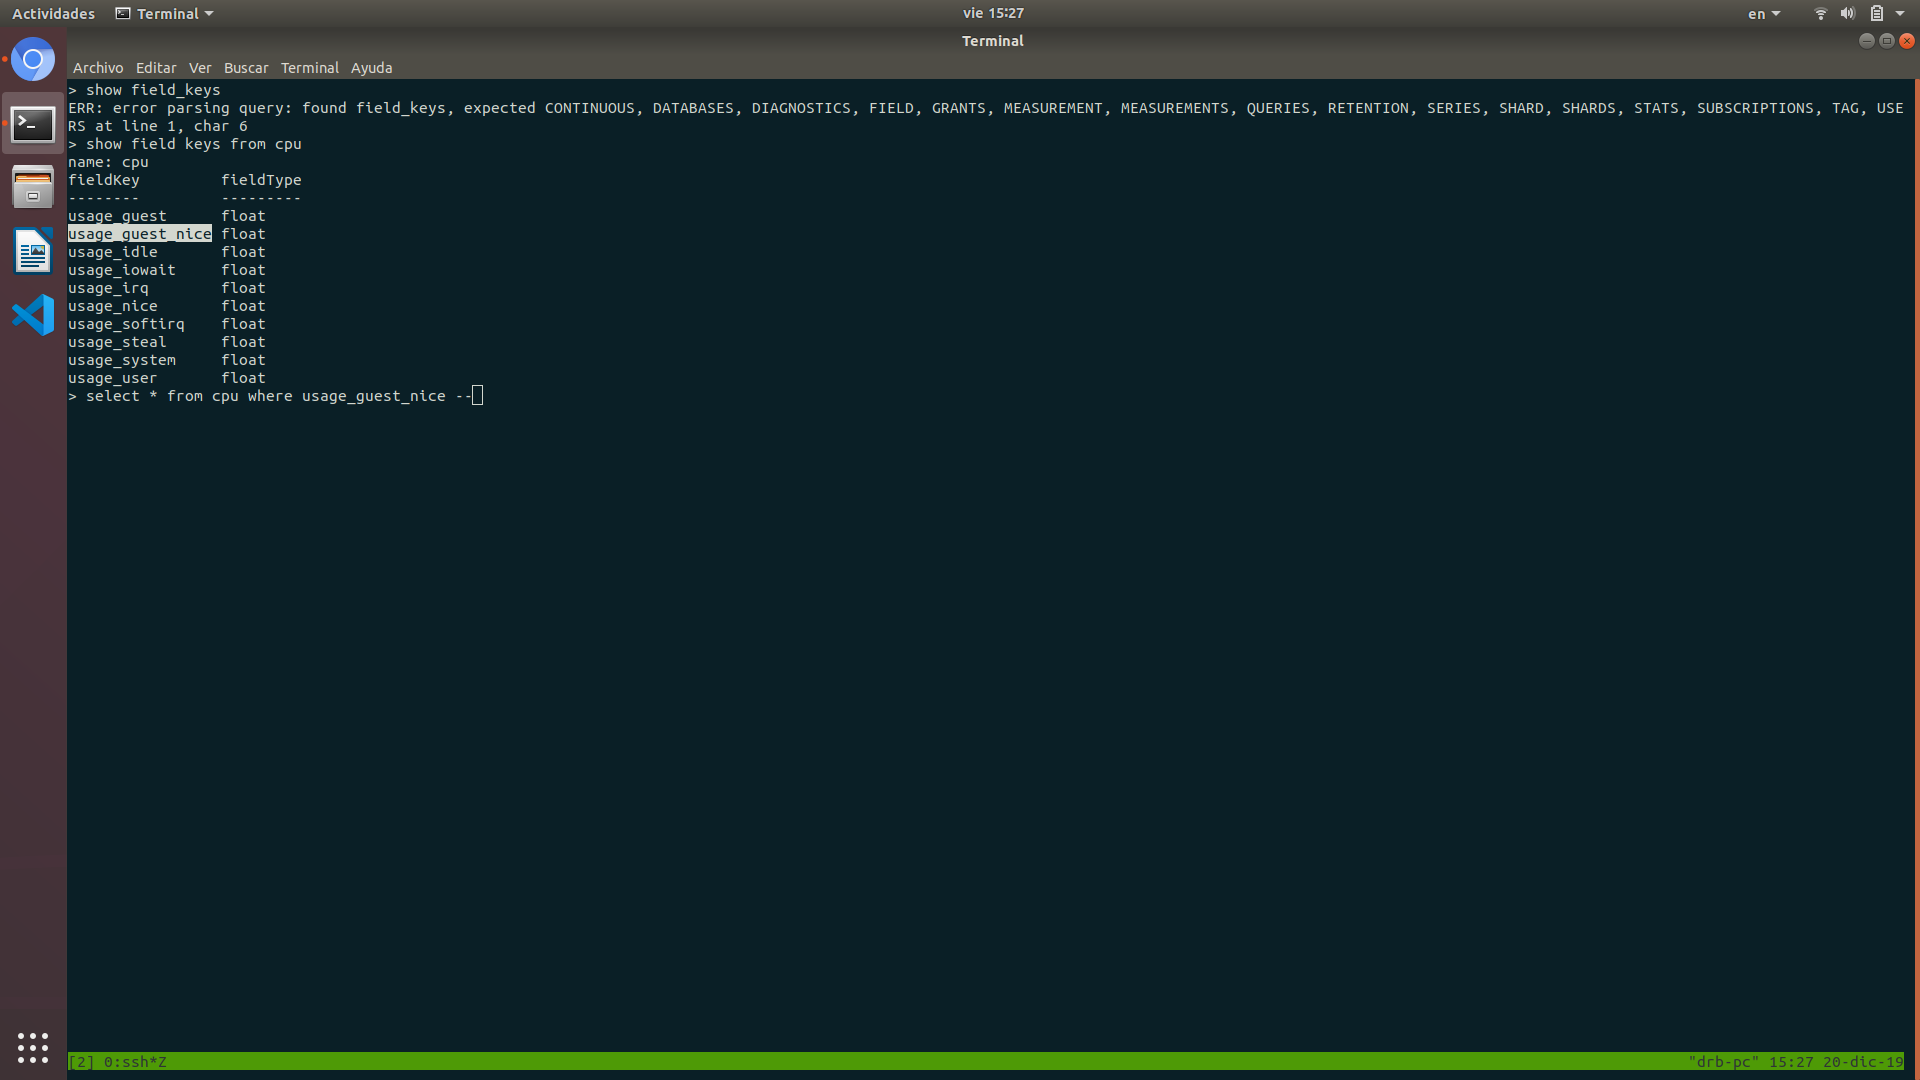 Actividades Terminal vie 15:27 en
Terminal
Archivo Editar Ver Buscar Terminal Ayuda
> show field_keys
ERR: error parsing query: found field_keys, expected CONTINUOUS, DATABASES, DIAGNOSTICS, FIELD, GRANTS, MEASUREMENT, MEASUREMENTS, QUERIES, RETENTION, SERIES, SHARD, SHARDS, STATS, SUBSCRIPTIONS, TAG, USE
RS at line 1, char 6
> show field keys from cpu
name: cpu
fieldKey fieldType
-------- ---------
usage_guest float
usage_guest_nice float
usage_idle float
usage_iowait float
usage_irq float
usage_nice float
usage_softirq float
usage_steal float
usage_system float
usage_user float
> select * from cpu where usage_guest_nice --
[2] 0:ssh*Z "drb-pc" 15:27 20-dic-19